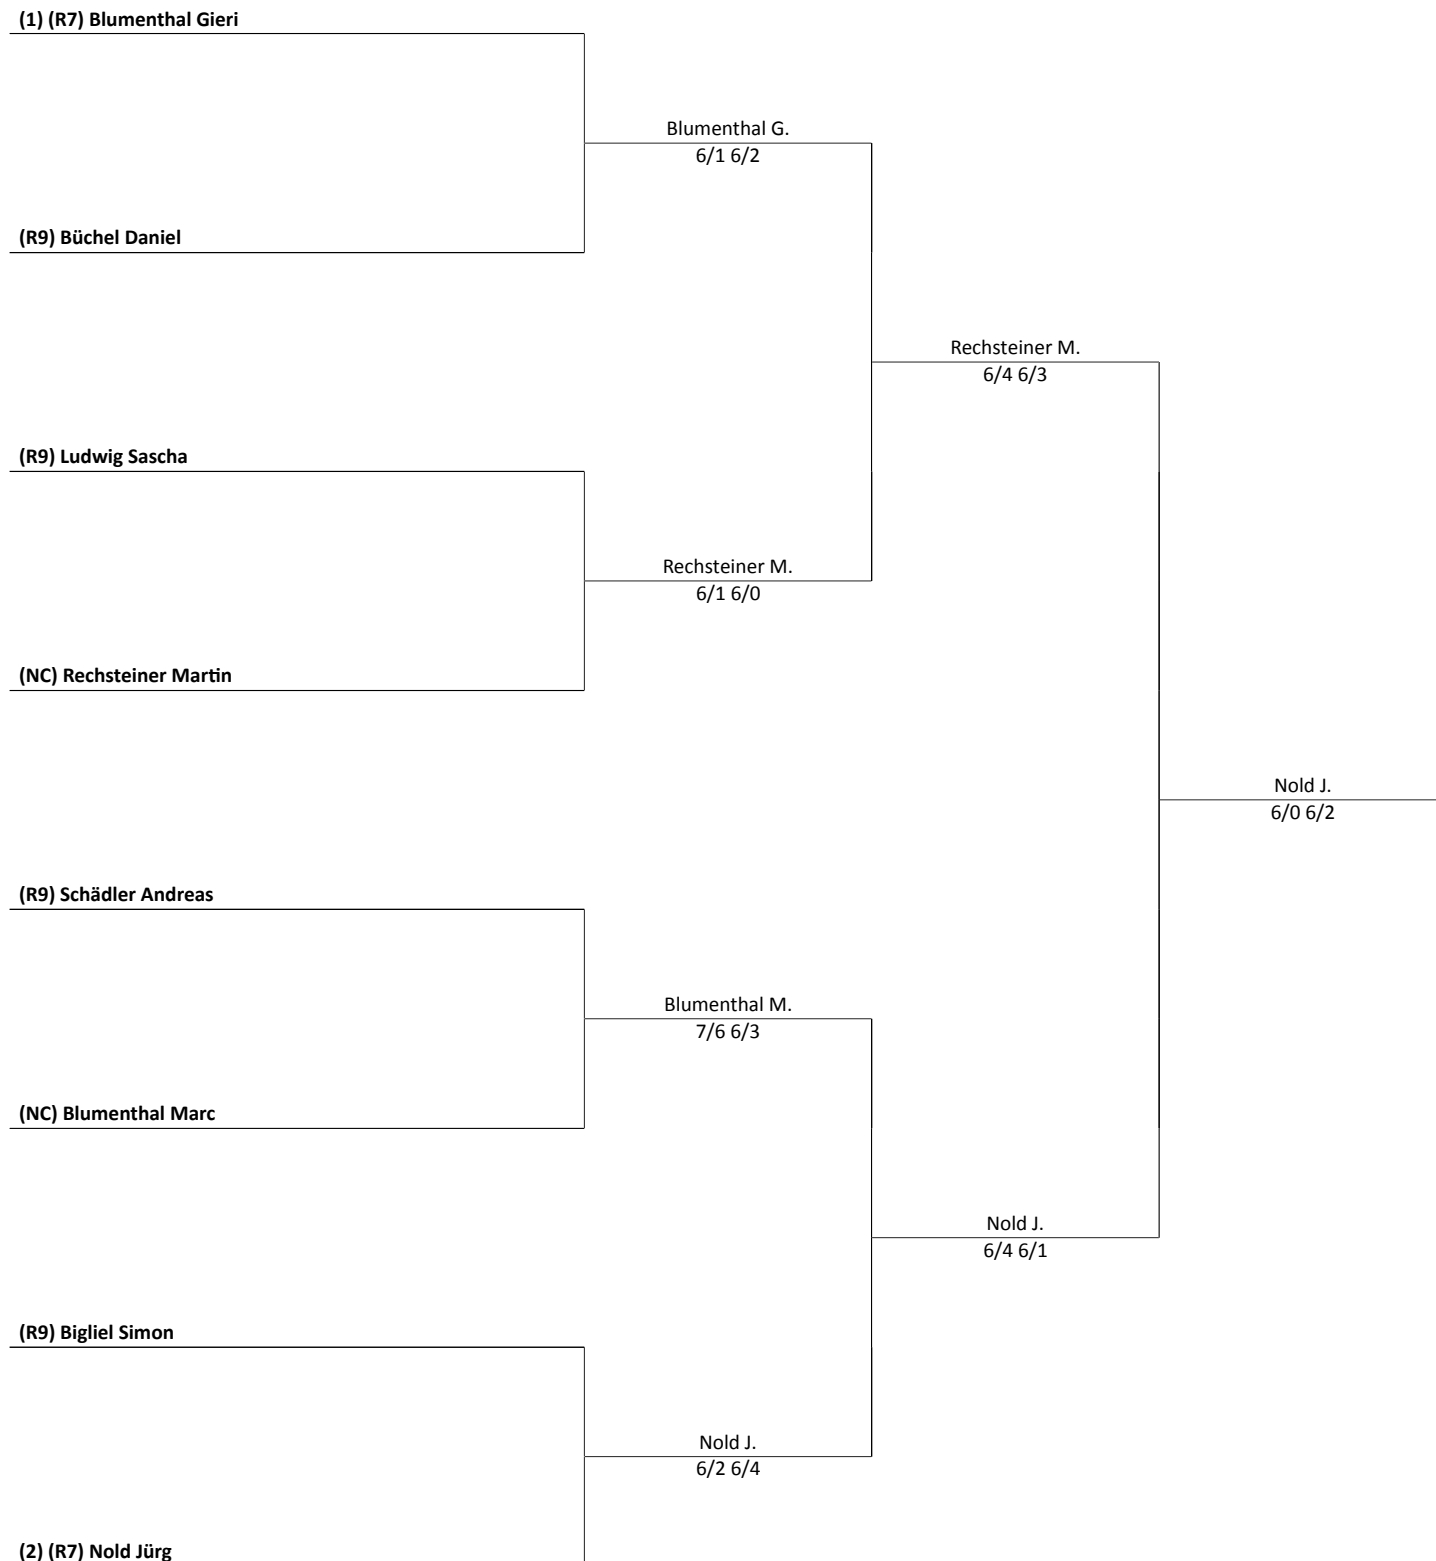 (1) (R7) Blumenthal Gieri
Blumenthal G.
6/1 6/2
(R9) Büchel Daniel
Rechsteiner M.
6/4 6/3
(R9) Ludwig Sascha
Rechsteiner M.
6/1 6/0
(NC) Rechsteiner Martin
Nold J.
6/0 6/2
(R9) Schädler Andreas
Blumenthal M.
7/6 6/3
(NC) Blumenthal Marc
Nold J.
6/4 6/1
(R9) Bigliel Simon
Nold J.
6/2 6/4
(2) (R7) Nold Jürg